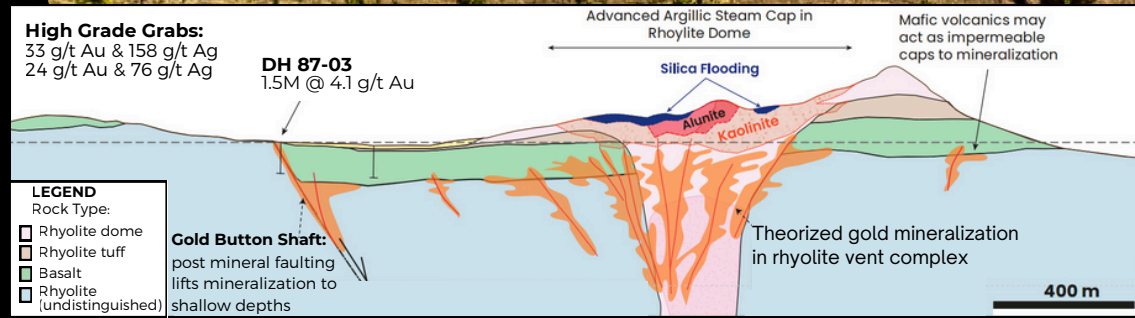 High Grade Grabs:
33 g/t Au & 158 g/t Ag
24 g/t Au & 76 g/t Ag
DH 87-03
1.5M @ 4.1 g/t Au
Advanced Argillic Steam Cap in
Rhoylite Dome
Silica Flooding
Alunite
Kaolinite
Mafic volcanics may
act as impermeable
caps to mineralization
LEGEND
Rock Type:
Rhyolite dome
Rhyolite tuff
Basalt
Rhyolite
(undistinguished)
Gold Button Shaft:
post mineral faulting
lifts mineralization to
shallow depths
Theorized gold mineralization
in rhyolite vent complex
400 m